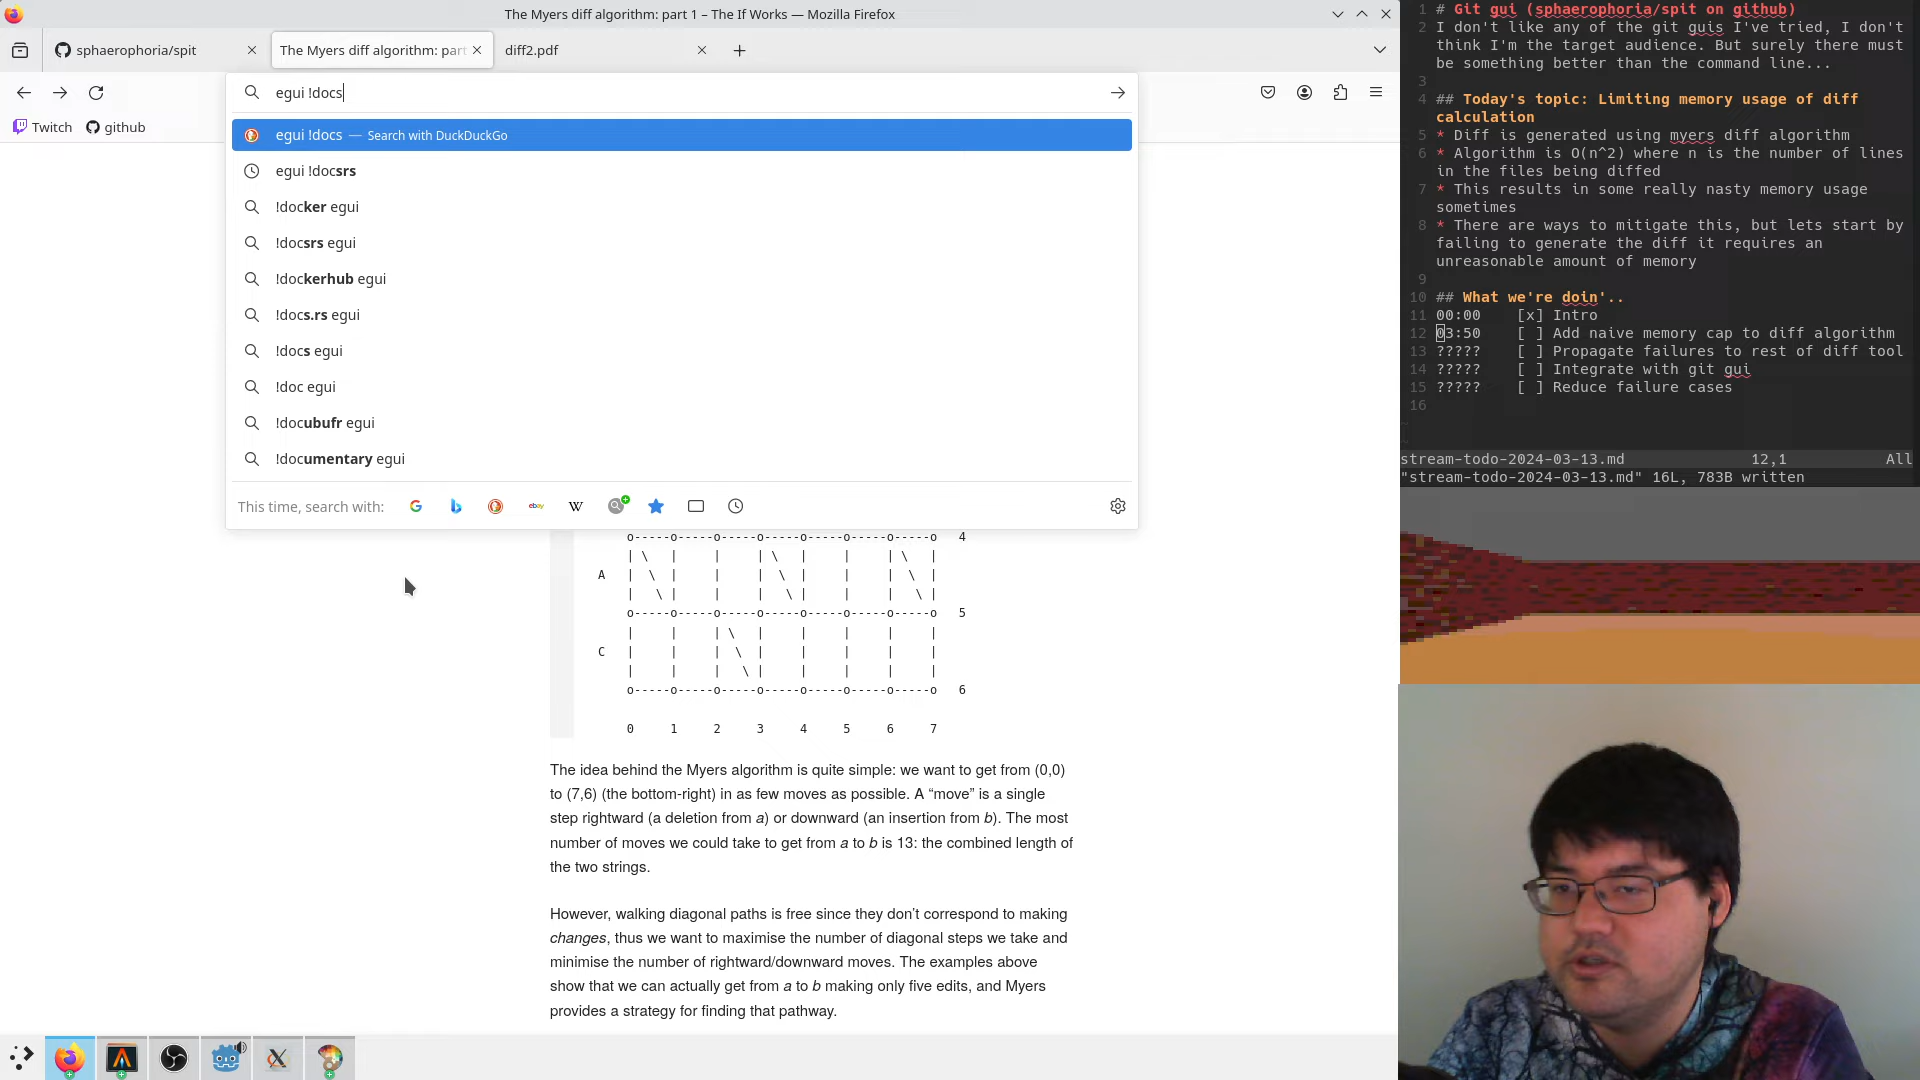 The Myers diff algorithm: part 1 – The If Works — Mozilla Firefox
sphaerophoria/spit
The Myers diff algorithm: part
diff2.pdf
egui !docs
Twitch
github
egui !docs — Search with DuckDuckGo
egui !docsrs
!docker egui
!docsrs egui
!dockerhub egui
!docs.rs egui
!docs egui
!doc egui
!docubufr egui
!documentary egui
This time, search with:
o-----o-----o-----o-----o-----o-----o-----o 4
| \ | | | \ | | | \ |
A | \ | | | \ | | | \ |
| \ | | | \ | | | \ |
o-----o-----o-----o-----o-----o-----o-----o 5
| | | \ | | | | |
C | | | \ | | | | |
| | | \ | | | | |
o-----o-----o-----o-----o-----o-----o-----o 6
0 1 2 3 4 5 6 7
The idea behind the Myers algorithm is quite simple: we want to get from (0,0)
to (7,6) (the bottom-right) in as few moves as possible. A “move” is a single
step rightward (a deletion from a) or downward (an insertion from b). The most
number of moves we could take to get from a to b is 13: the combined length of
the two strings.
However, walking diagonal paths is free since they don’t correspond to making
changes, thus we want to maximise the number of diagonal steps we take and
minimise the number of rightward/downward moves. The examples above
show that we can actually get from a to b making only five edits, and Myers
provides a strategy for finding that pathway.
1 # Git gui (sphaerophoria/spit on github)
2 I don't like any of the git guis I've tried, I don't
think I'm the target audience. But surely there must
be something better than the command line...
3
4 ## Today's topic: Limiting memory usage of diff
calculation
5 * Diff is generated using myers diff algorithm
6 * Algorithm is O(n^2) where n is the number of lines
in the files being diffed
7 * This results in some really nasty memory usage
sometimes
8 * There are ways to mitigate this, but lets start by
failing to generate the diff it requires an
unreasonable amount of memory
9
10 ## What we're doin'..
11 00:00 [x] Intro
12 03:50 [ ] Add naive memory cap to diff algorithm
13 ????? [ ] Propagate failures to rest of diff tool
14 ????? [ ] Integrate with git gui
15 ????? [ ] Reduce failure cases
16
stream-todo-2024-03-13.md 12,1 All
"stream-todo-2024-03-13.md" 16L, 783B written